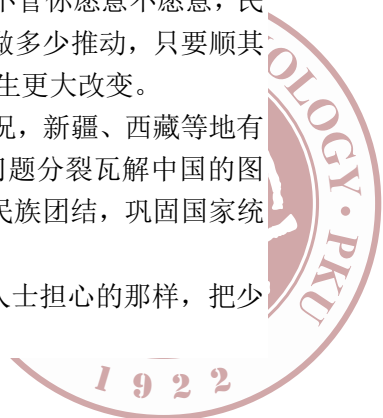 不管你愿意不愿意，民
做多少推动，只要顺其
生更大改变。
况，新疆、西藏等地有
问题分裂瓦解中国的图
民族团结，巩固国家统
人士担心的那样，把少
OLOGY · PKU
1922